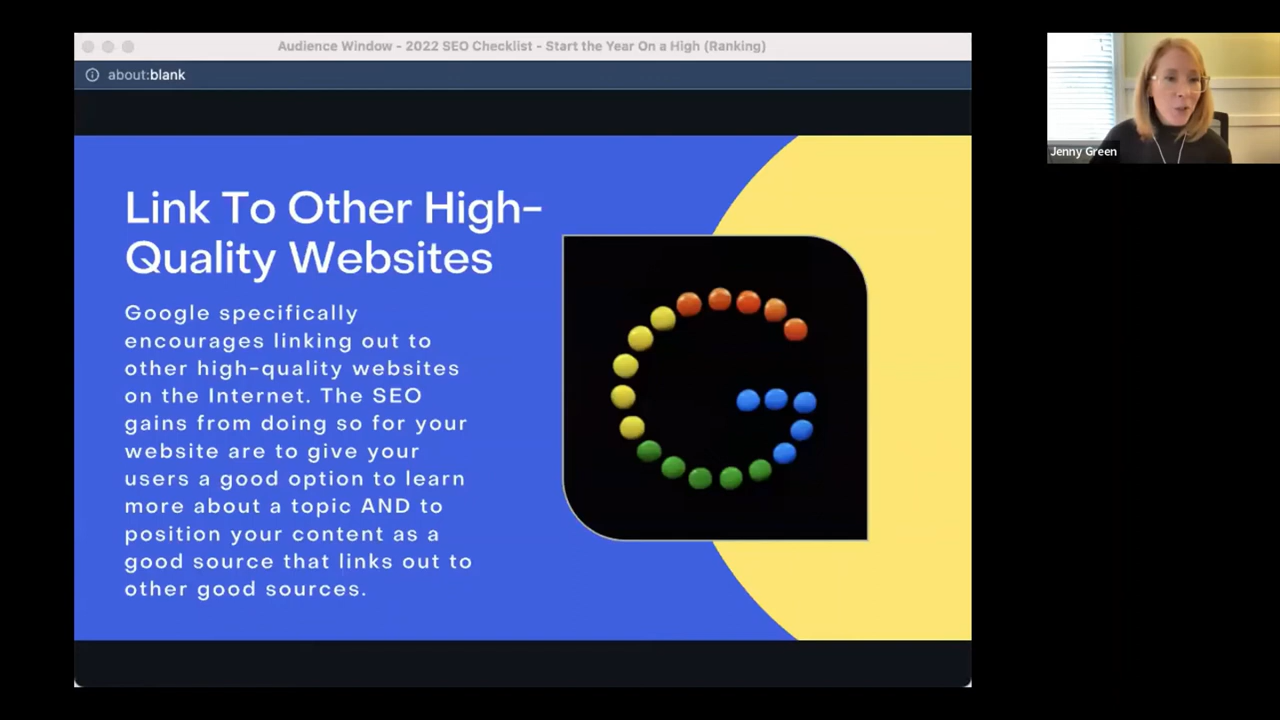 Audience Window - 2022 SEO Checklist - Start the Year On a High (Ranking)
about:blank
Link To Other High-
Quality Websites
Google specifically
encourages linking out to
other high-quality websites
on the Internet. The SEO
gains from doing so for your
website are to give your
users a good option to learn
more about a topic AND to
position your content as a
good source that links out to
other good sources.
Jenny Green